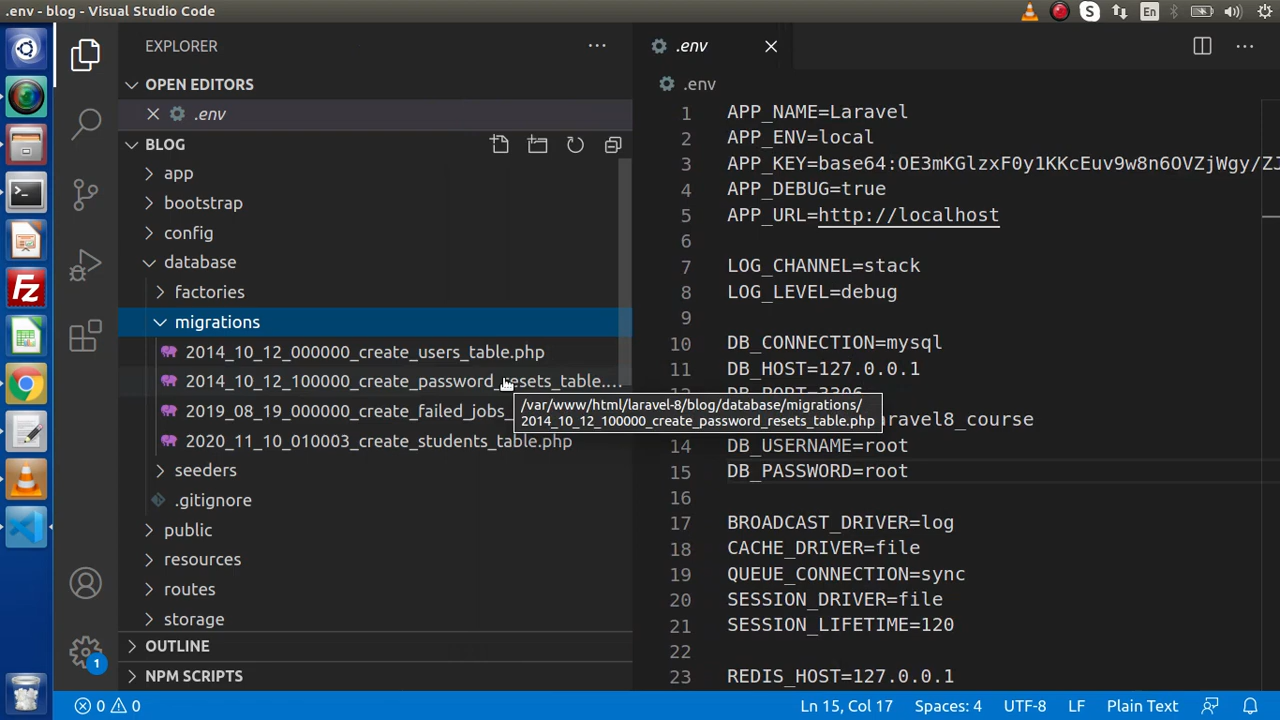 .env - blog - Visual Studio Code
En
EXPLORER
OPEN EDITORS
.env
BLOG
app
bootstrap
config
database
factories
migrations
2014_10_12_000000_create_users_table.php
2014_10_12_100000_create_password_resets_table....
2019_08_19_000000_create_failed_jobs_
2020_11_10_010003_create_students_table.php
seeders
.gitignore
public
resources
routes
storage
OUTLINE
NPM SCRIPTS
1
/var/www/html/laravel-8/blog/database/migrations/
2014_10_12_100000_create_password_resets_table.php
.env
.env
1 APP_NAME=Laravel
2 APP_ENV=local
3 APP_KEY=base64:OE3mKGlzxF0y1KKcEuv9w8n6OVZjWgy/ZJ
4 APP_DEBUG=true
5 APP_URL=http://localhost
6
7 LOG_CHANNEL=stack
8 LOG_LEVEL=debug
9
10 DB_CONNECTION=mysql
11 DB_HOST=127.0.0.1
12 DB_PORT=3306
aravel8_course
14 DB_USERNAME=root
15 DB_PASSWORD=root
16
17 BROADCAST_DRIVER=log
18 CACHE_DRIVER=file
19 QUEUE_CONNECTION=sync
20 SESSION_DRIVER=file
21 SESSION_LIFETIME=120
22
23 REDIS_HOST=127.0.0.1
0 0
Ln 15, Col 17
Spaces: 4
UTF-8
LF
Plain Text